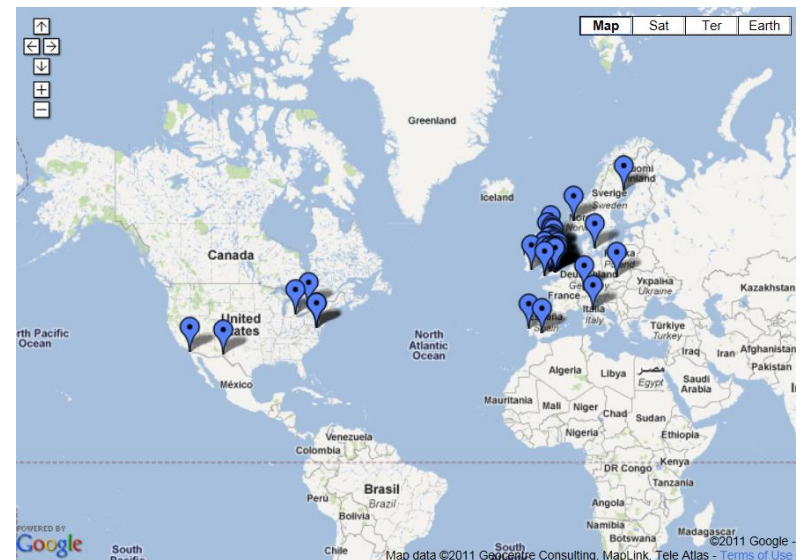 Map Sat Ter Earth
Greenland
Iceland
Sverige
Sweden
Canada
Україна
Ukraine
Kazakhstan
France
Italia
Italy
United
States
North
Atlantic
Ocean
rth Pacific
Ocean
Türkiye
Turkey
Iraq
Iran
Afghanistan
Pakistan
México
Algeria
Libya
مصر
Egypt
Saudi
Arabia
Mauritania
Mali
Niger
Chad
Sudan
Nigeria
Ethiopia
Venezuela
Colombia
DR Congo
Kenya
Tanzania
Perú
Brasil
Brazil
Bolivia
Angola
Namibia
Botswana
Madagascar
Chile
POWERED BY
Google
South
©2011 Google -
Map data ©2011 Geocentre Consulting, MapLink, Tele Atlas - Terms of Use